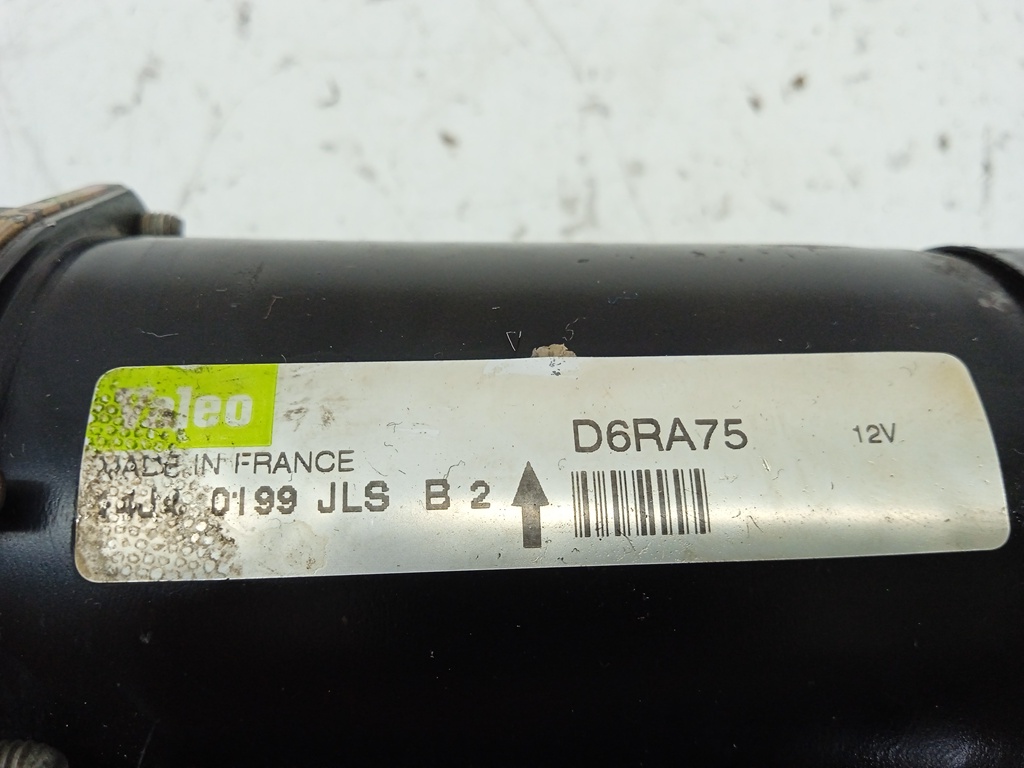 Valeo
MADE IN FRANCE
0199 JLS B 2
D6RA75
12V